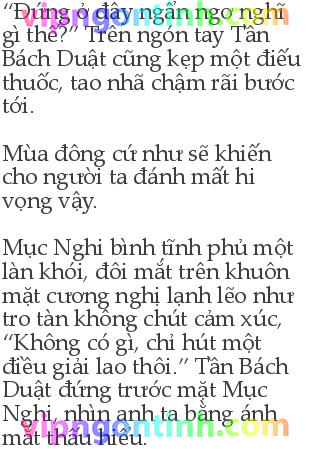 “Đứng ở đây ngẩn ngơ nghĩ
gì thế?” Trên ngón tay Tần
Bách Duật cũng kẹp một điếu
thuốc, tao nhã chậm rãi bước
tới.
Mùa đông cứ như sẽ khiến
cho người ta đánh mất hi
vọng vậy.
Mục Nghi bình tĩnh phủ một
làn khói, đôi mắt trên khuôn
mặt cương nghị lạnh lẽo như
tro tàn không chút cảm xúc,
“Không có gì, chỉ hút một
điều giải lao thôi.” Tần Bách
Duật đứng trước mặt Mục
Nghi, nhìn anh ta bằng ánh
mắt thấu hiểu.
vipngontinh.com
vipngontinh.com